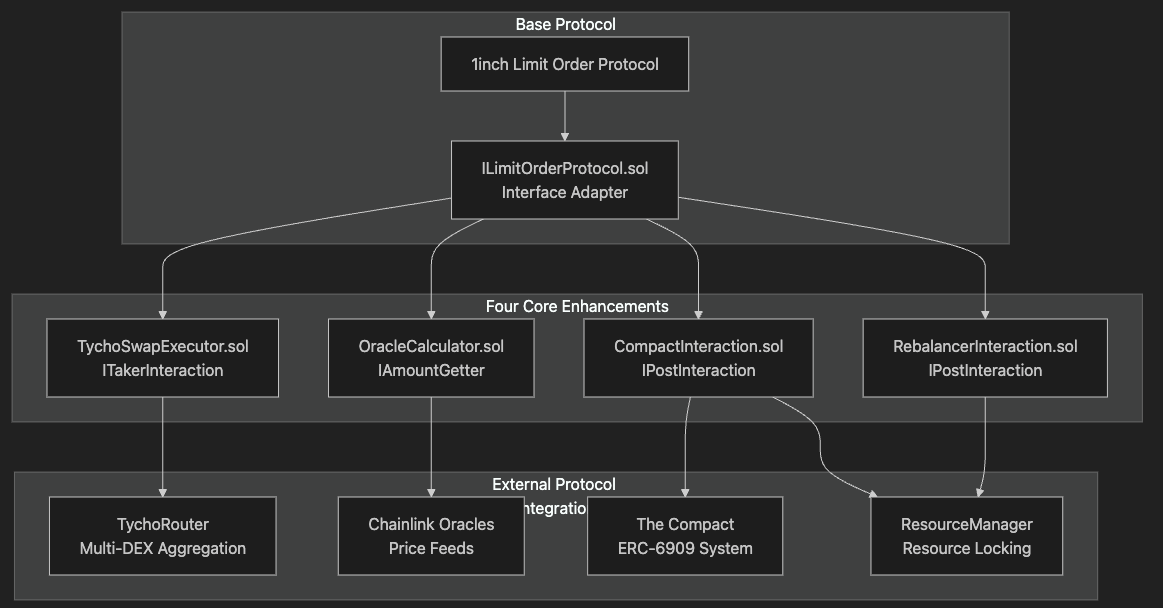 Base Protocol
1inch Limit Order Protocol
ILimitOrderProtocol.sol
Interface Adapter
Four Core Enhancements
TychoSwapExecutor.sol
ITakerInteraction
OracleCalculator.sol
IAmountGetter
CompactInteraction.sol
IPostInteraction
RebalancerInteraction.sol
IPostInteraction
External Protocol
ntegratio
TychoRouter
Multi-DEX Aggregation
Chainlink Oracles
Price Feeds
The Compact
ERC-6909 System
ResourceManager
Resource Locking